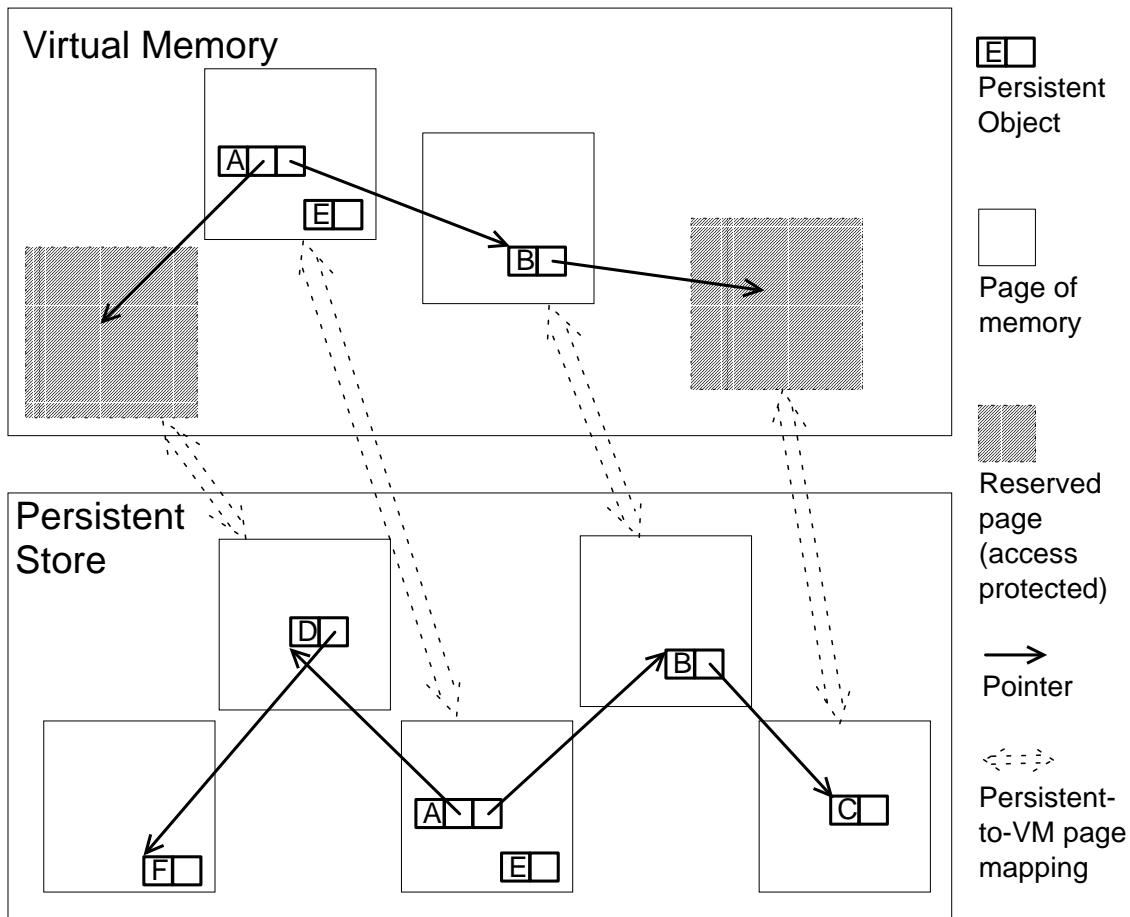 Virtual Memory
A
E
B
E
Persistent
Object
Page of
memory
Reserved
page
(access
protected)
Pointer
Persistent-
to-VM page
mapping
Persistent
Store
D
B
A
C
F
E